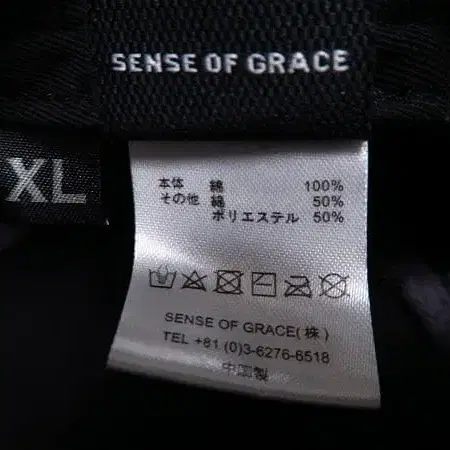 SENSE OF GRACE
XL
本体 綿 100%
その他 綿 50%
ポリエステル 50%
SENSE OF GRACE(株)
TEL +81 (0)3-6276-6518
中国製